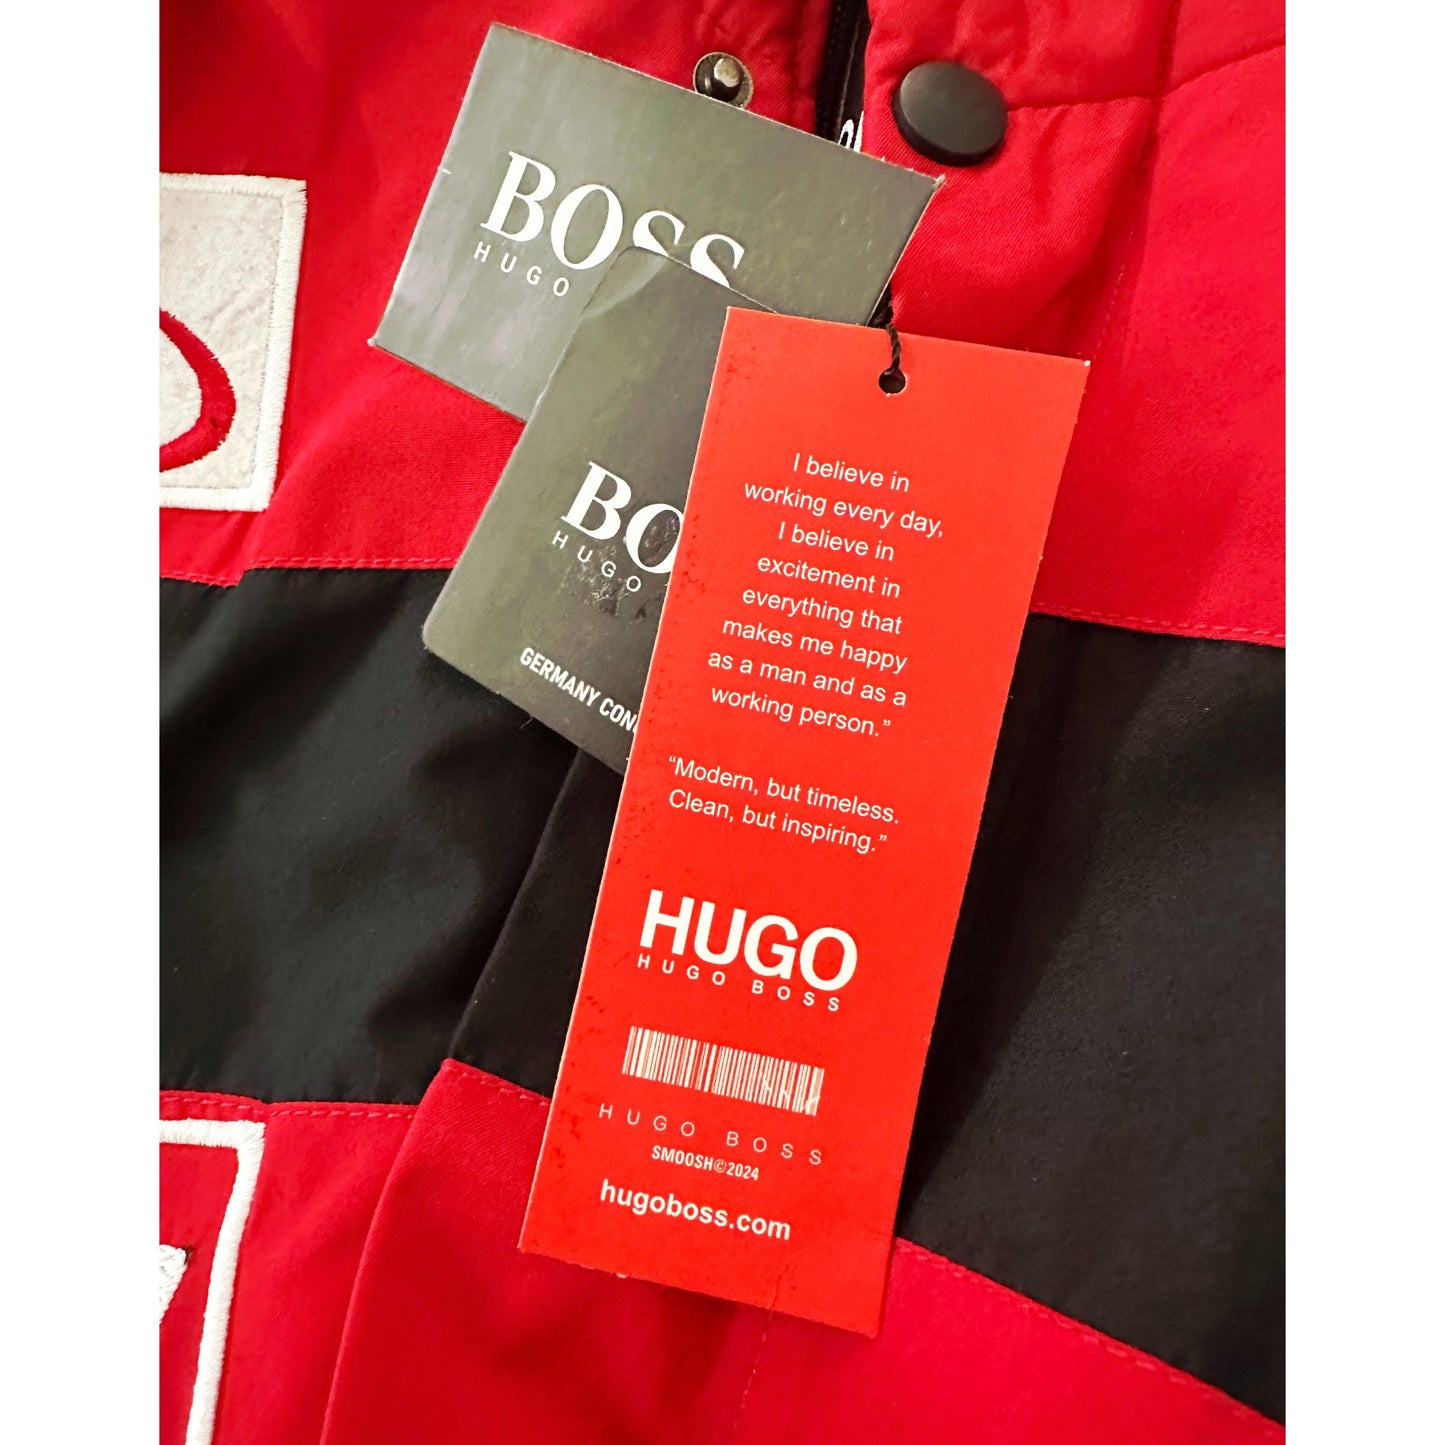 BOSS
HUGO
BO
HUGO
GERMANY CON
I believe in
working every day,
I believe in
excitement in
everything that
makes me happy
as a man and as a
working person.”
“Modern, but timeless.
Clean, but inspiring.”
HUGO
HUGO BOSS
HUGO BOSS
SMOOSH©2024
hugoboss.com